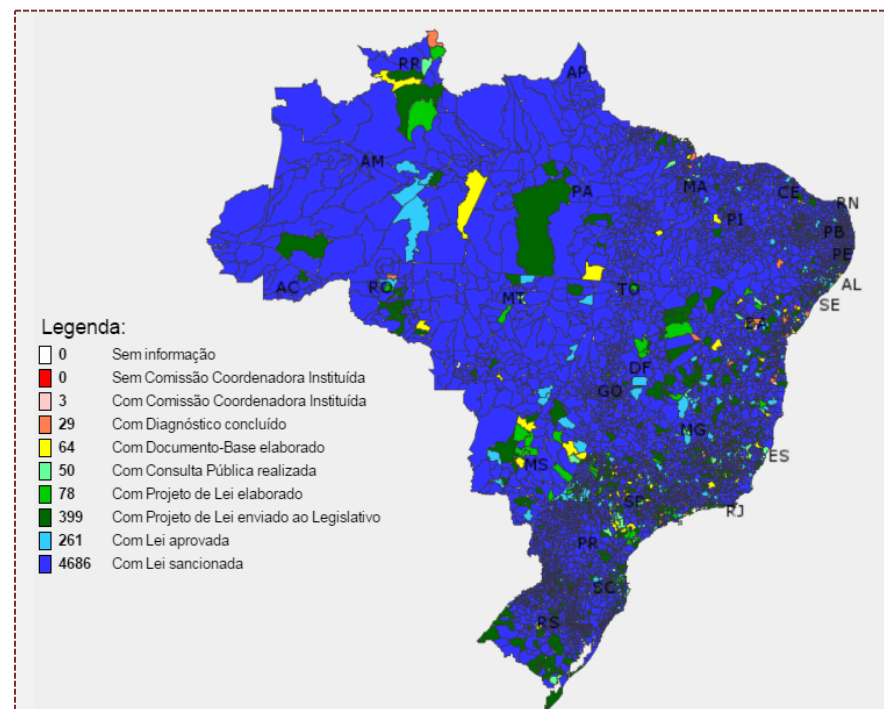 RR
AP
AM
PA
MA
CE
RN
PI
PB
PE
AC
RO
MT
TO
AL
SE
BA
DF
GO
MG
ES
MS
SP
RJ
PR
SC
RS
Legenda:
0 Sem informação
0 Sem Comissão Coordenadora Instituída
3 Com Comissão Coordenadora Instituída
29 Com Diagnóstico concluído
64 Com Documento-Base elaborado
50 Com Consulta Pública realizada
78 Com Projeto de Lei elaborado
399 Com Projeto de Lei enviado ao Legislativo
261 Com Lei aprovada
4686 Com Lei sancionada